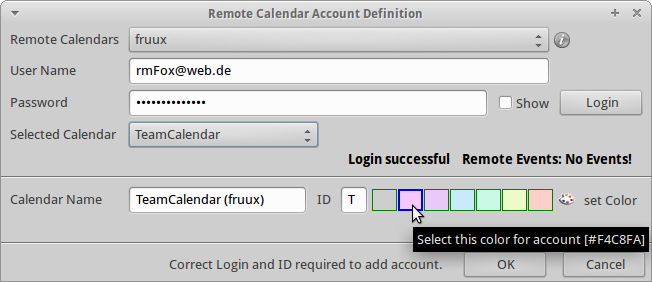 Remote Calendar Account Definition
Remote Calendars fruux
User Name rmFox@web.de
Password •••••••••••••• Show Login
Selected Calendar TeamCalendar
Login successful Remote Events: No Events!
Calendar Name TeamCalendar (fruux) ID T set Color
Select this color for account [#F4C8FA]
Correct Login and ID required to add account. OK Cancel